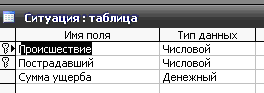 Ситуация : таблица
Имя поля Тип данных
Происшествие Числовой
Пострадавший Числовой
Сумма ущерба Денежный